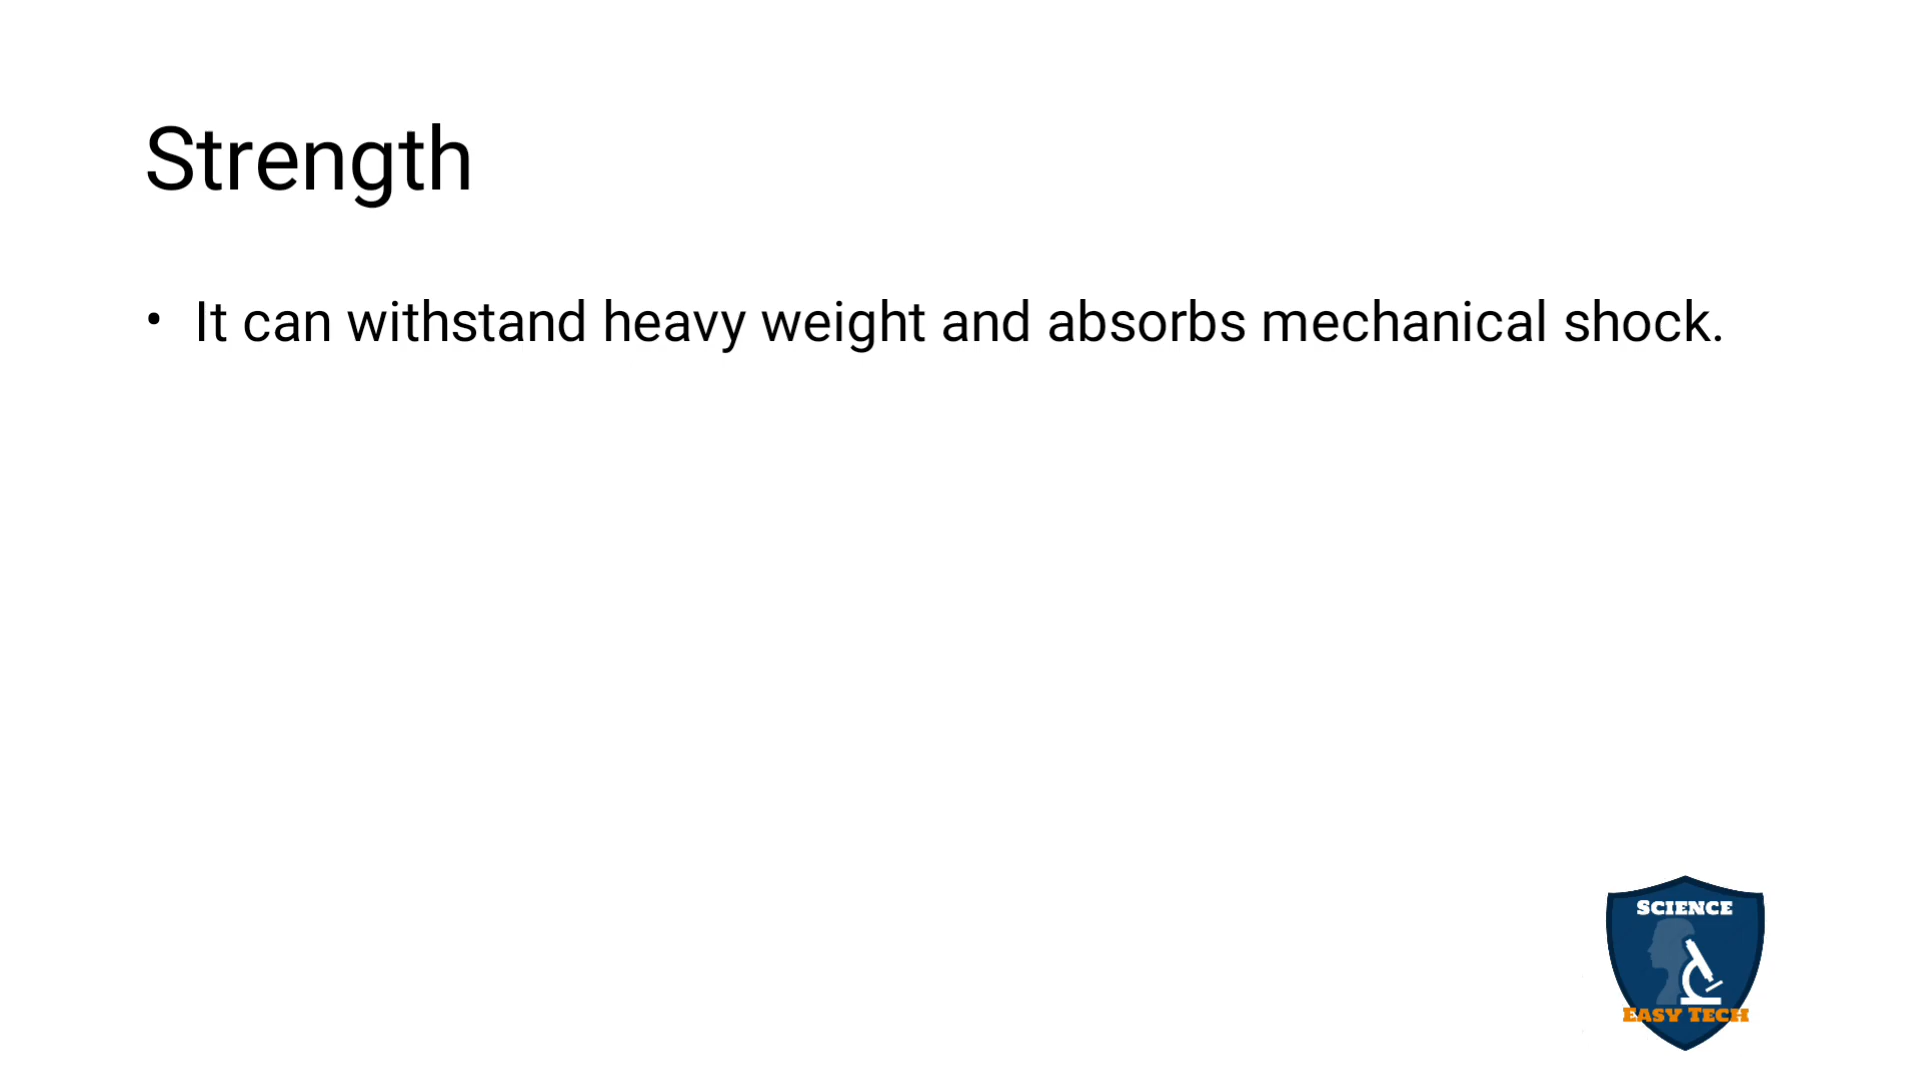 Strength
• It can withstand heavy weight and absorbs mechanical shock.
SCIENCE
EASY TECH